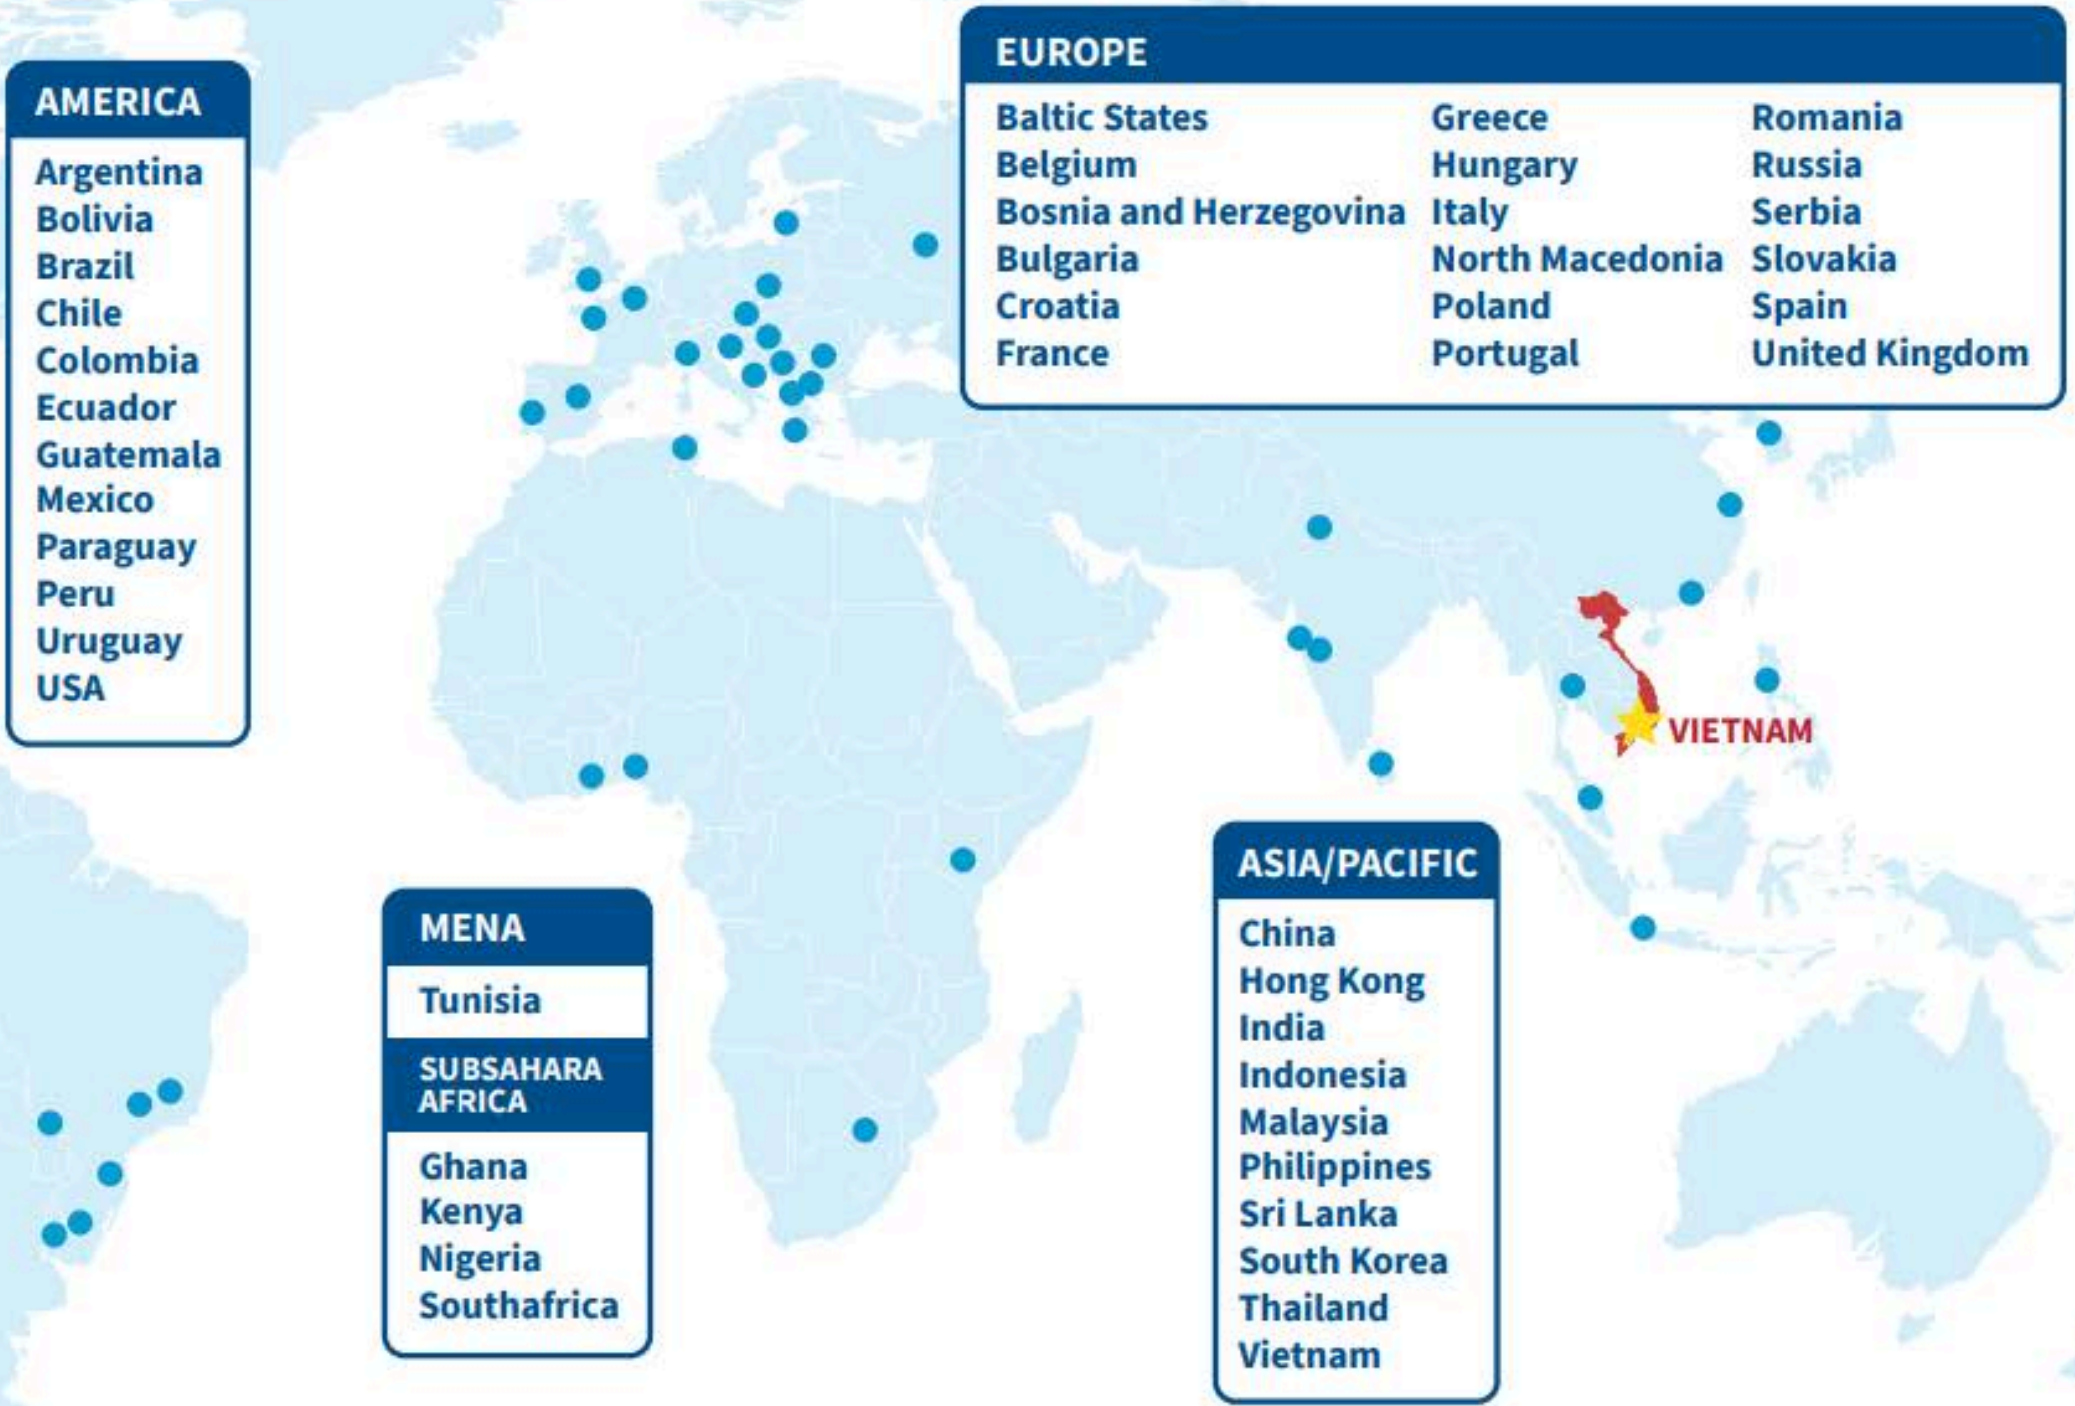 AMERICA
Argentina
Bolivia
Brazil
Chile
Colombia
Ecuador
Guatemala
Mexico
Paraguay
Peru
Uruguay
USA
EUROPE
Baltic States
Belgium
Bosnia and Herzegovina
Bulgaria
Croatia
France
Greece
Hungary
Italy
North Macedonia
Poland
Portugal
Romania
Russia
Serbia
Slovakia
Spain
United Kingdom
VIETNAM
MENA
Tunisia
SUBSAHARA
AFRICA
Ghana
Kenya
Nigeria
Southafrica
ASIA/PACIFIC
China
Hong Kong
India
Indonesia
Malaysia
Philippines
Sri Lanka
South Korea
Thailand
Vietnam